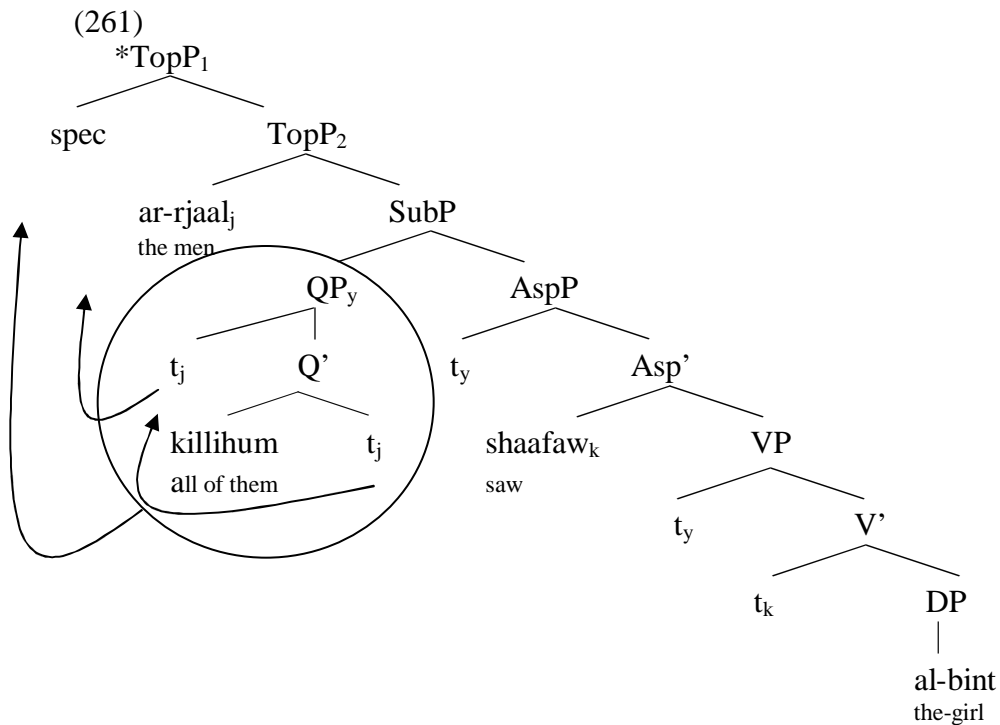 (261)
*TopP₁
spec TopP₂
ar-rjaalⱼ SubP
the men
QPy AspP
tⱼ Q’ ty Asp’
killihum tⱼ shaafawₖ VP
all of them saw
ty V’
tₖ DP
al-bint
the-girl